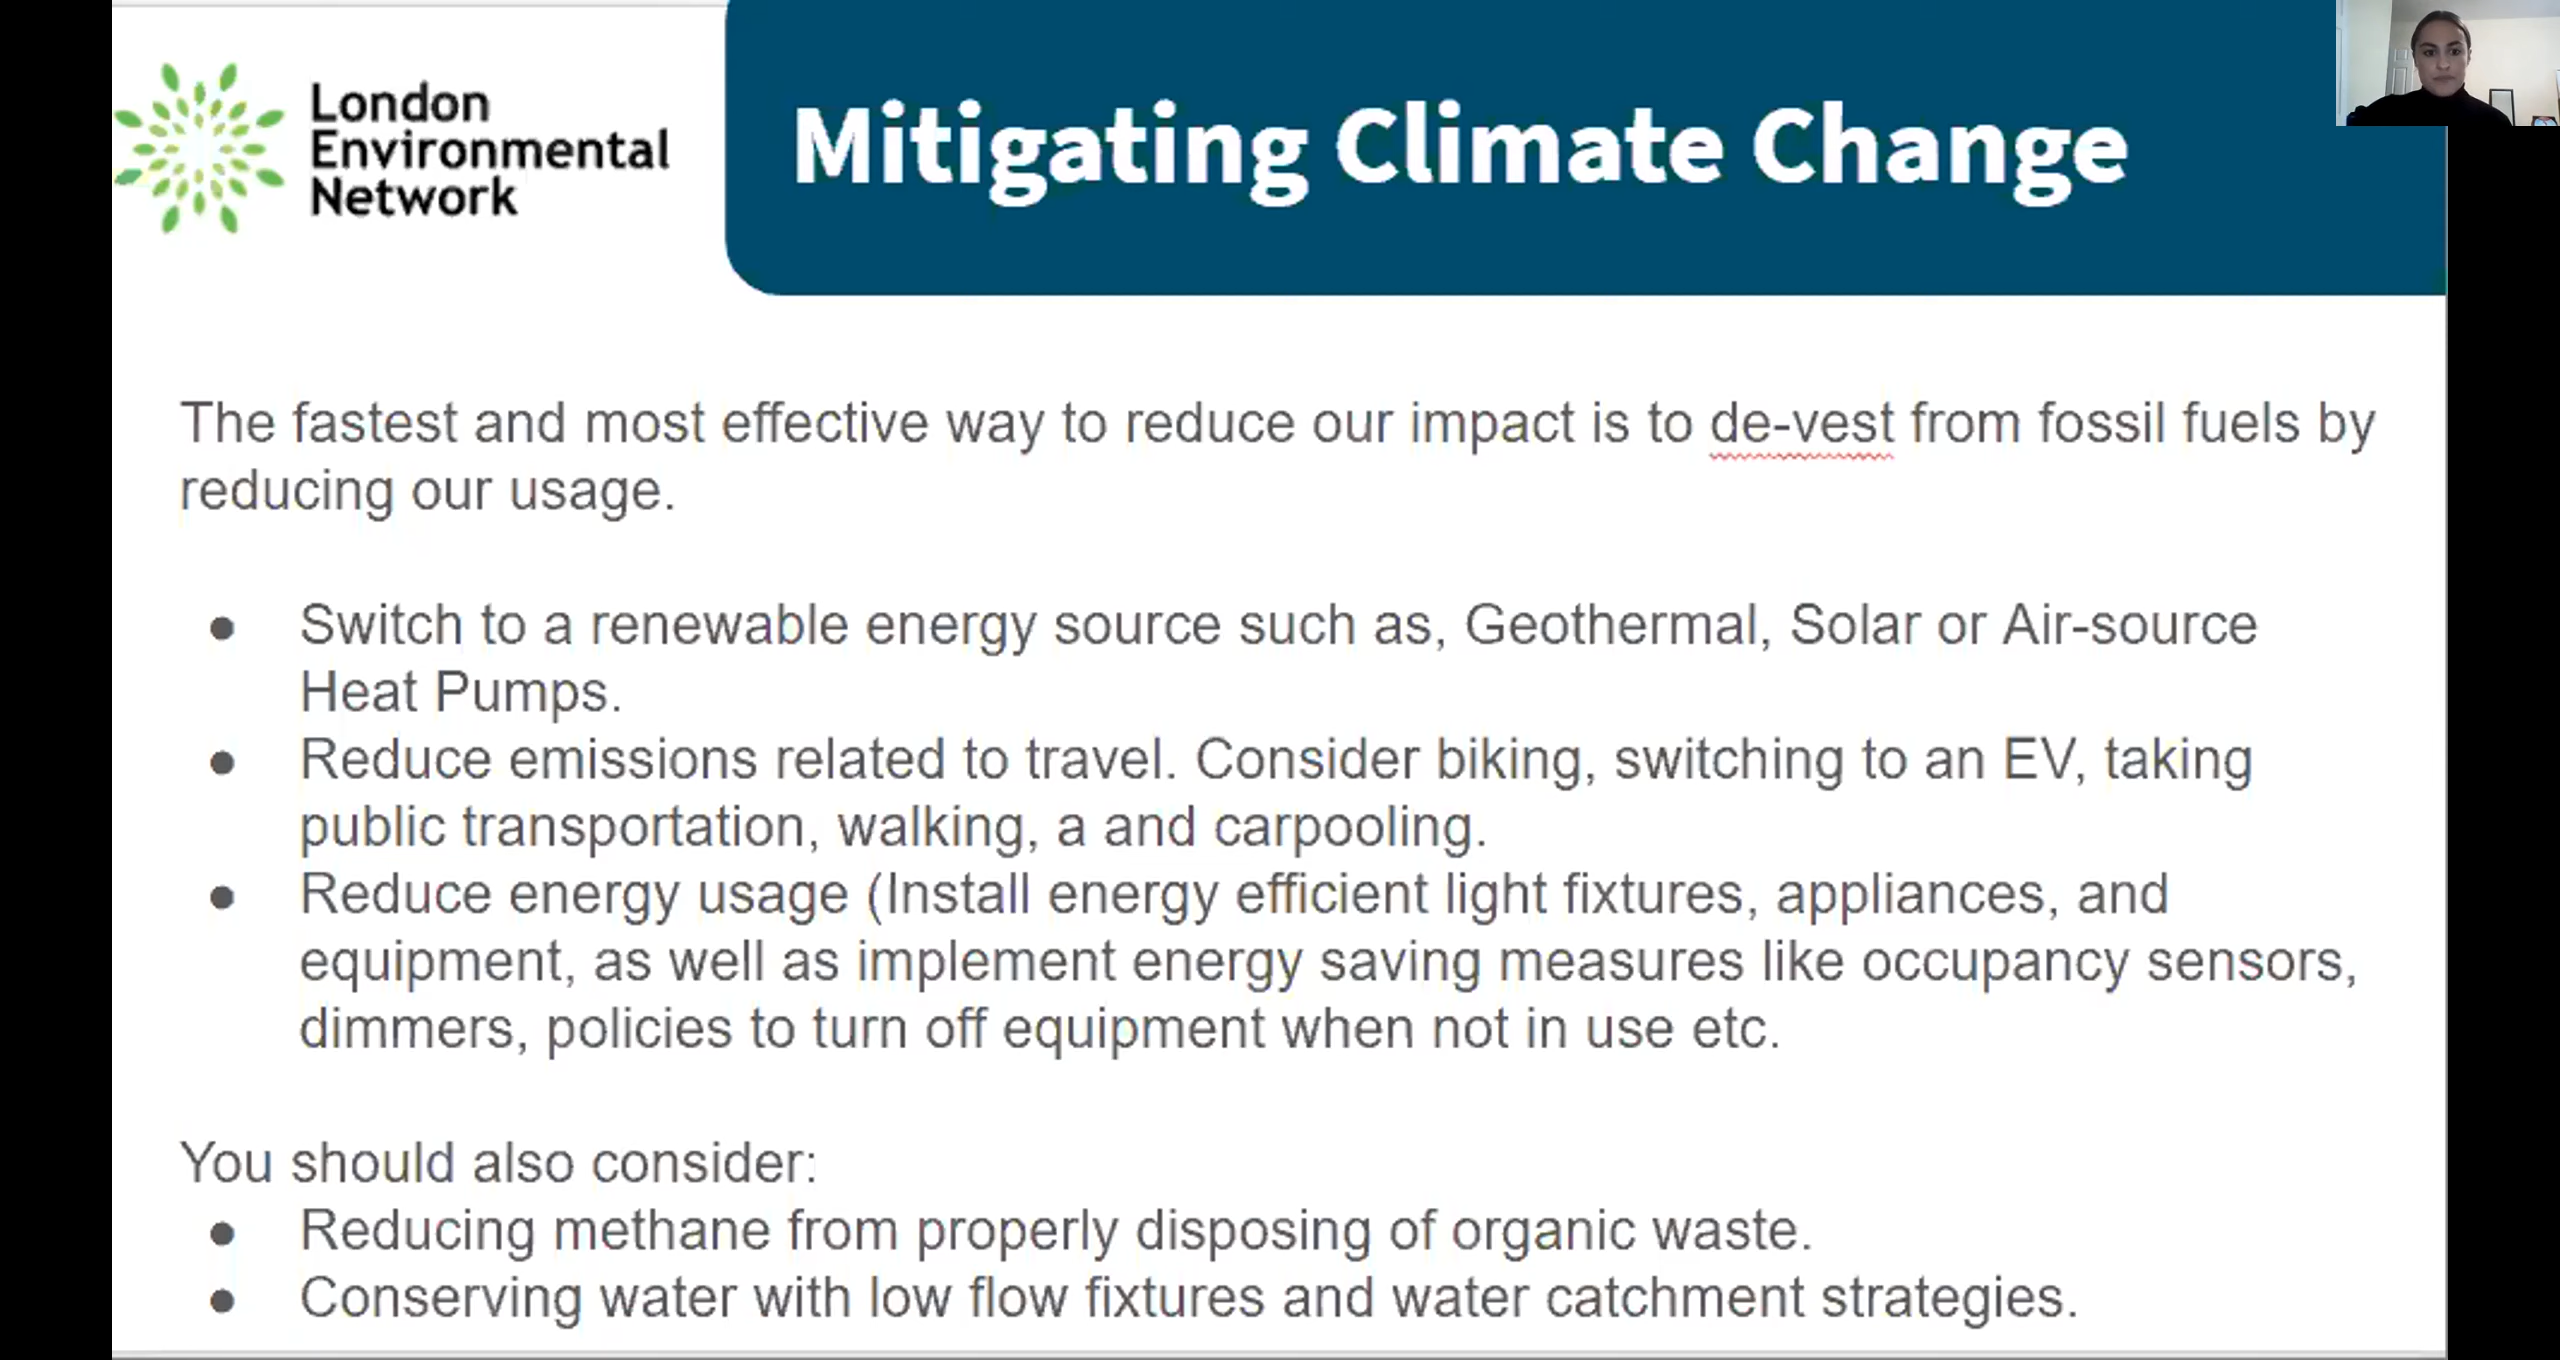 London
Environmental
Network
Mitigating Climate Change
The fastest and most effective way to reduce our impact is to de-vest from fossil fuels by
reducing our usage.
● Switch to a renewable energy source such as, Geothermal, Solar or Air-source
Heat Pumps.
● Reduce emissions related to travel. Consider biking, switching to an EV, taking
public transportation, walking, a and carpooling.
● Reduce energy usage (Install energy efficient light fixtures, appliances, and
equipment, as well as implement energy saving measures like occupancy sensors,
dimmers, policies to turn off equipment when not in use etc.
You should also consider:
● Reducing methane from properly disposing of organic waste.
● Conserving water with low flow fixtures and water catchment strategies.